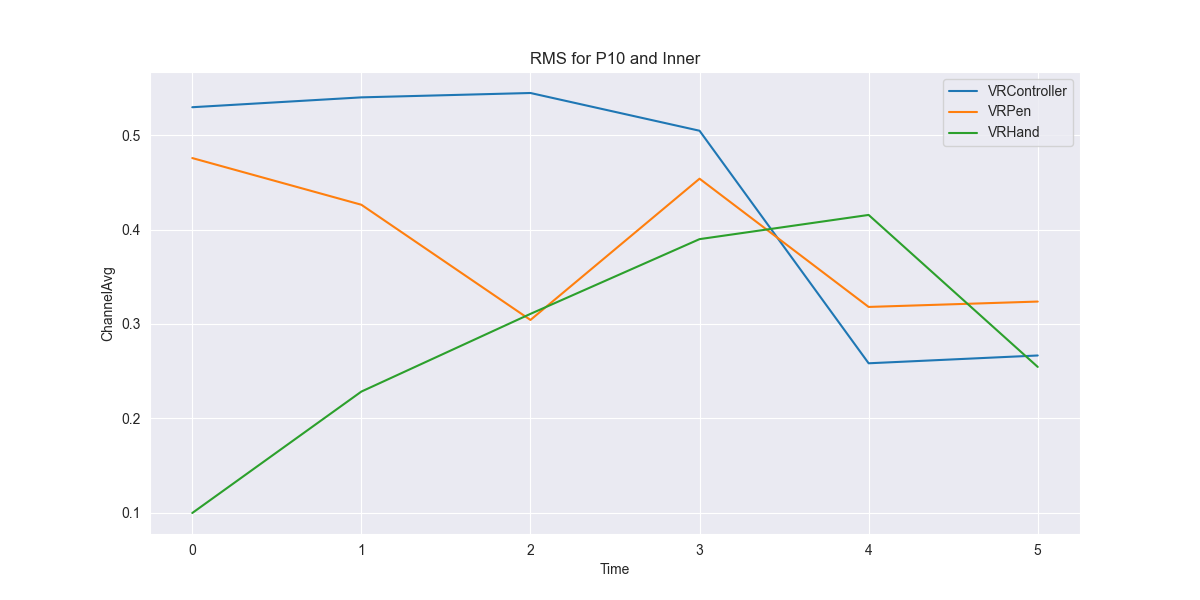 RMS for P10 and Inner
VRController
VRPen
VRHand
ChannelAvg
0.5
0.4
0.3
0.2
0.1
0 1 2 3 4 5
Time